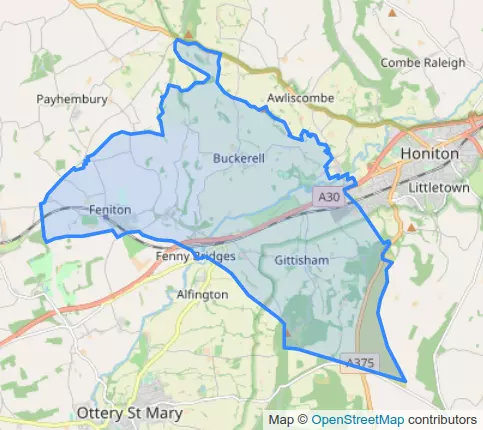 Combe Raleigh
Payhembury
Awliscombe
Buckerell
Honiton
Littletown
A30
Feniton
Fenny Bridges
Gittisham
Alfington
A375
Ottery St Mary
Map © OpenStreetMap contributors